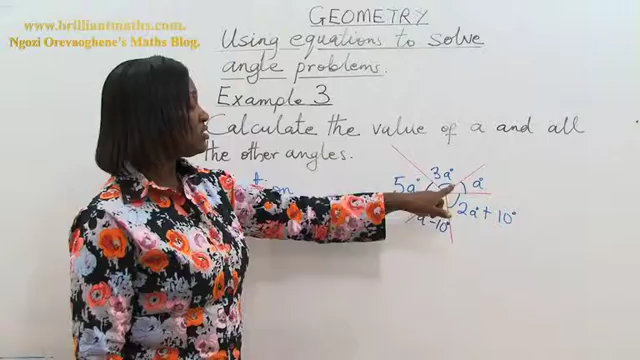 www.brilliantmaths.com
Ngozi Orevaoghene's Maths Blog.
GEOMETRY
Using equations to solve
angle problems.
Example 3
Calculate the value of a and all
the other angles.
3a°
5a°
a°
a°-10°
2a°+10°